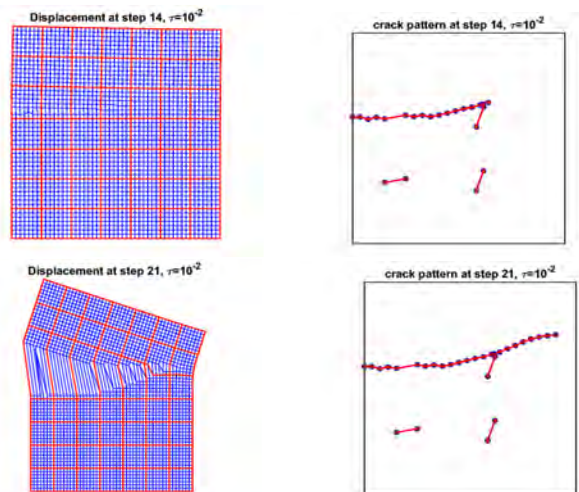 Displacement at step 14, τ=10⁻²
crack pattern at step 14, τ=10⁻²
Displacement at step 21, τ=10⁻²
crack pattern at step 21, τ=10⁻²